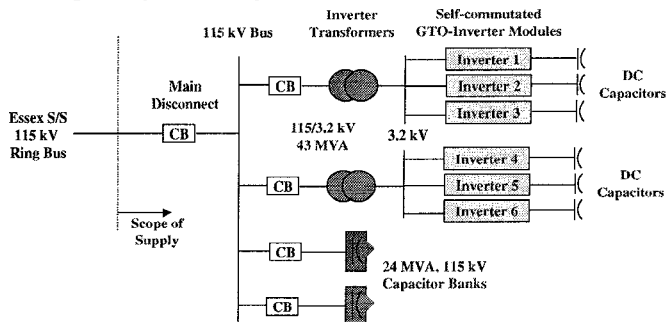 Inverter
Transformers
Self-commutated
GTO-Inverter Modules
115 kV Bus
Inverter 1
CB
Inverter 2
DC
Capacitors
Main
Disconnect
Inverter 3
Essex S/S
115 kV
Ring Bus
CB
115/3.2 kV
43 MVA
3.2 kV
Inverter 4
CB
Inverter 5
DC
Capacitors
Inverter 6
Scope of
Supply
CB
24 MVA, 115 kV
Capacitor Banks
CB